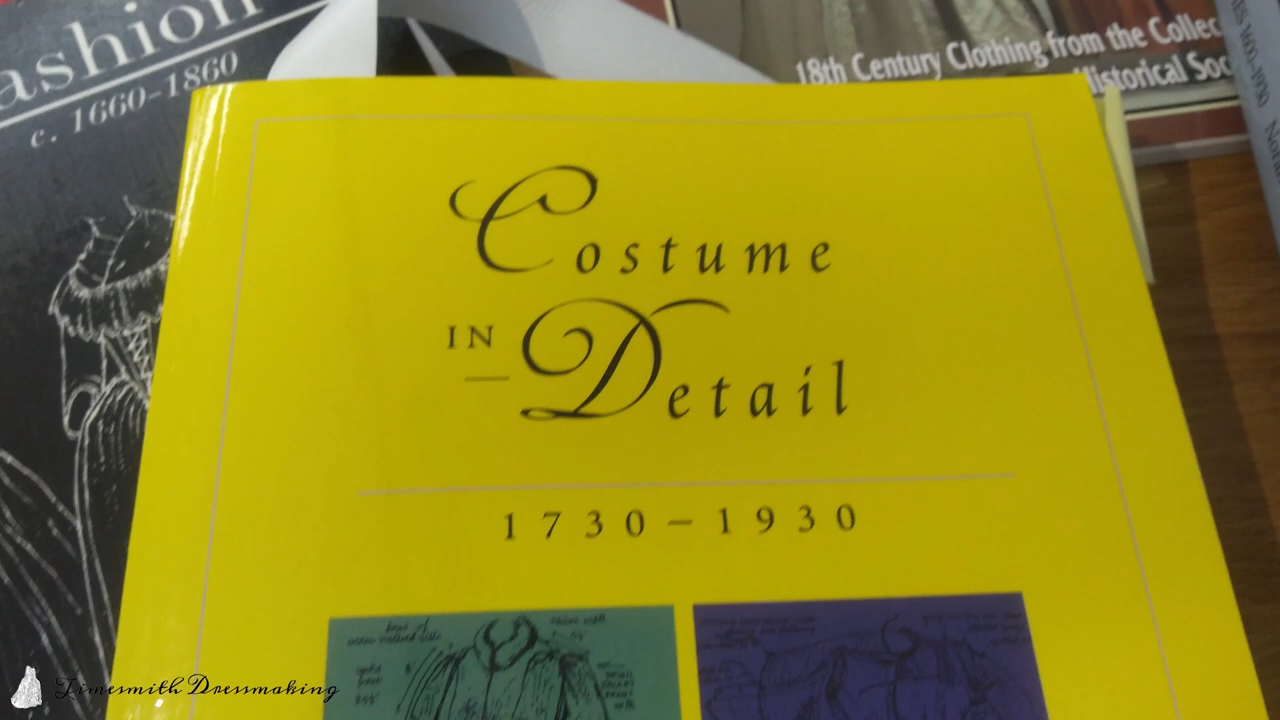 ashion
c. 1660-1860
18th Century Clothing from the Collec
Historical Soc
Costume
IN Detail
1730-1930
Timesmith Dressmaking